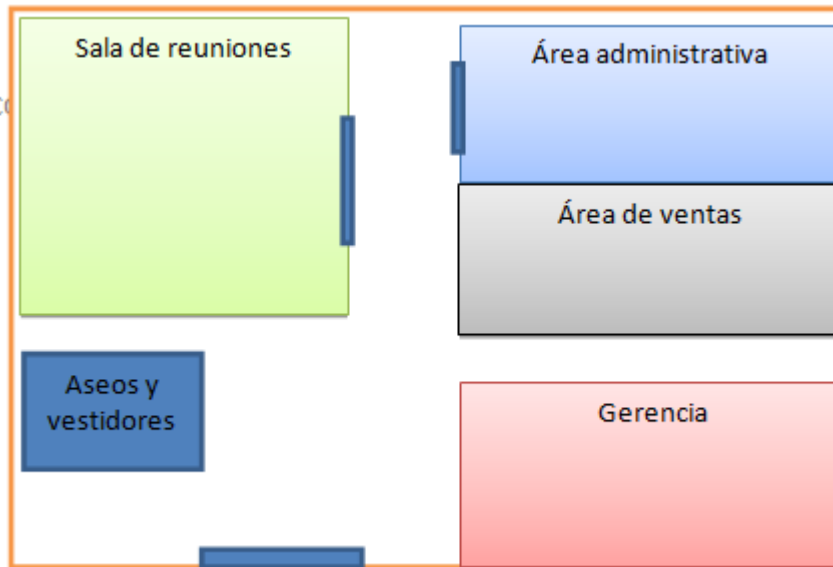 Sala de reuniones
Área administrativa
Área de ventas
Aseos y
vestidores
Gerencia